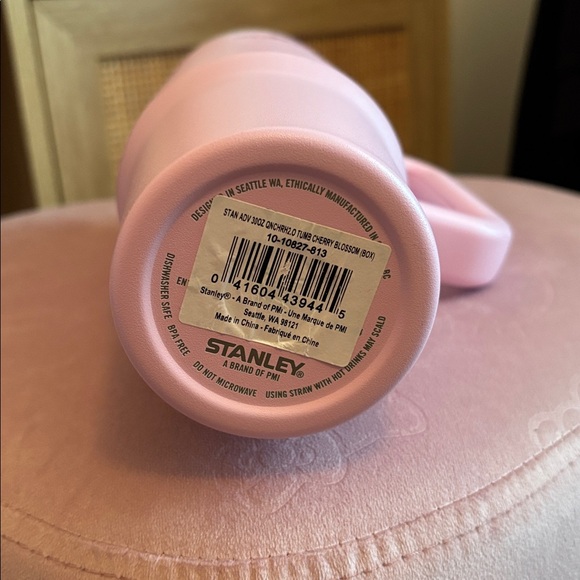 DESIGNED IN SEATTLE WA, ETHICALLY MANUFACTURED IN
RC
STAN ADV 30OZ QNCHRH2.O TUMB CHERRY BLOSSOM (BOX)
10-10827-813
0 41604 43944 5
Stanley® - A Brand of PMI - Une Marque de PMI
Seattle, WA 98121
Made in China - Fabriqué en Chine
EN
STANLEY®
A BRAND OF PMI
DISHWASHER SAFE BPA FREE DO NOT MICROWAVE USING STRAW WITH HOT DRINKS MAY SCALD